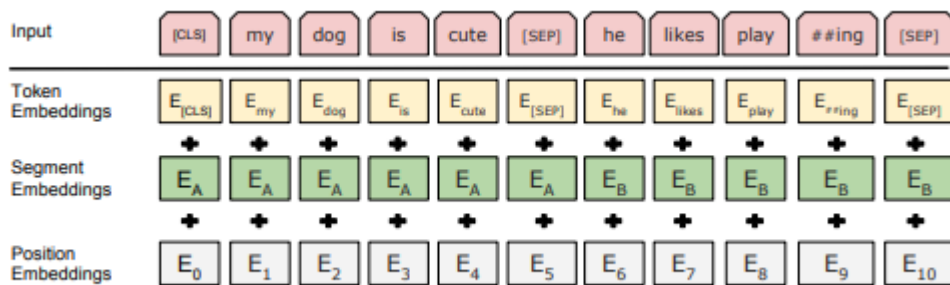 Input [CLS] my dog is cute [SEP] he likes play ##ing [SEP]
Token Embeddings E[CLS] Emy Edog Eis Ecute E[SEP] Ehe Elikes Eplay E##ing E[SEP]
+ + + + + + + + + + +
Segment Embeddings EA EA EA EA EA EA EB EB EB EB EB
+ + + + + + + + + + +
Position Embeddings E0 E1 E2 E3 E4 E5 E6 E7 E8 E9 E10